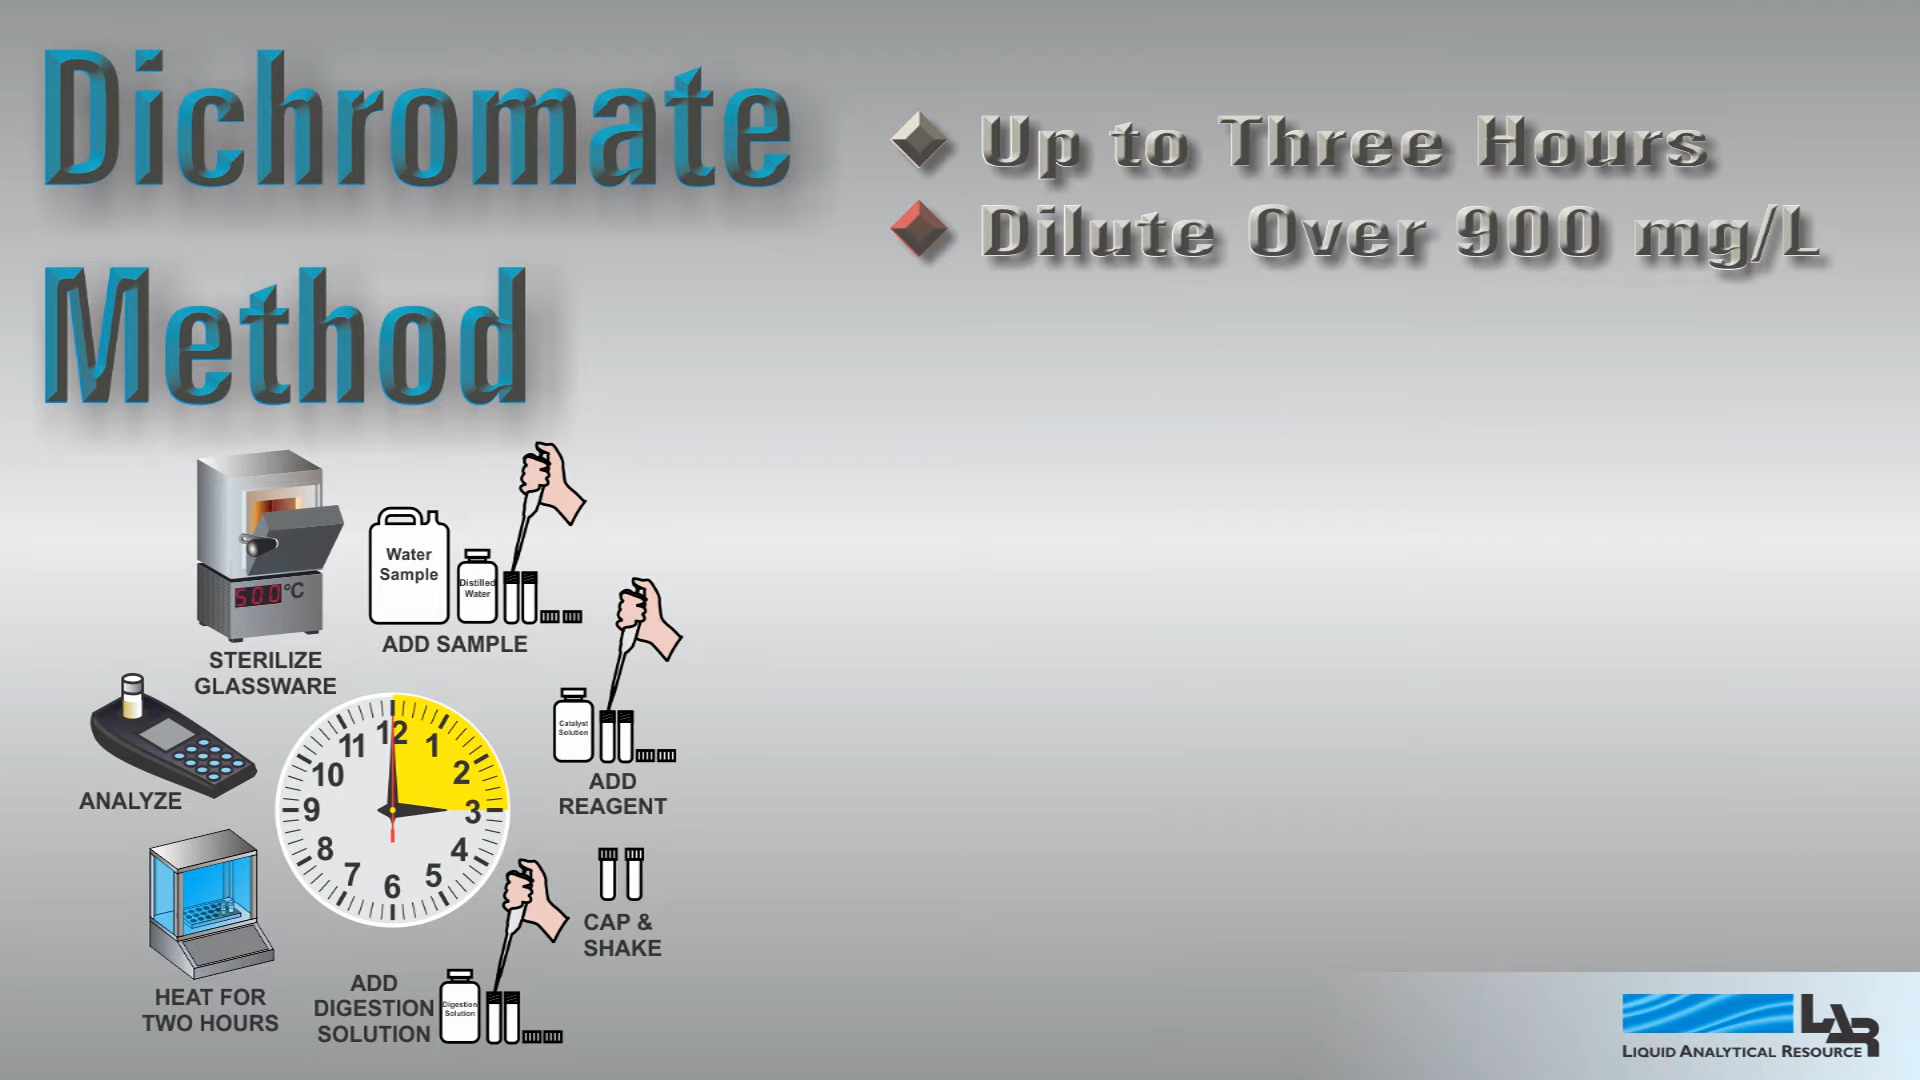 Dichromate
Method
Up to Three Hours
Dilute Over 900 mg/L
500°C
STERILIZE
GLASSWARE
Water
Sample
Distilled
Water
ADD SAMPLE
Catalyst
Solution
ADD
REAGENT
CAP &
SHAKE
Digestion
Solution
ADD
DIGESTION
SOLUTION
HEAT FOR
TWO HOURS
ANALYZE
12
1
2
3
4
5
6
7
8
9
10
11
LAR
LIQUID ANALYTICAL RESOURCE